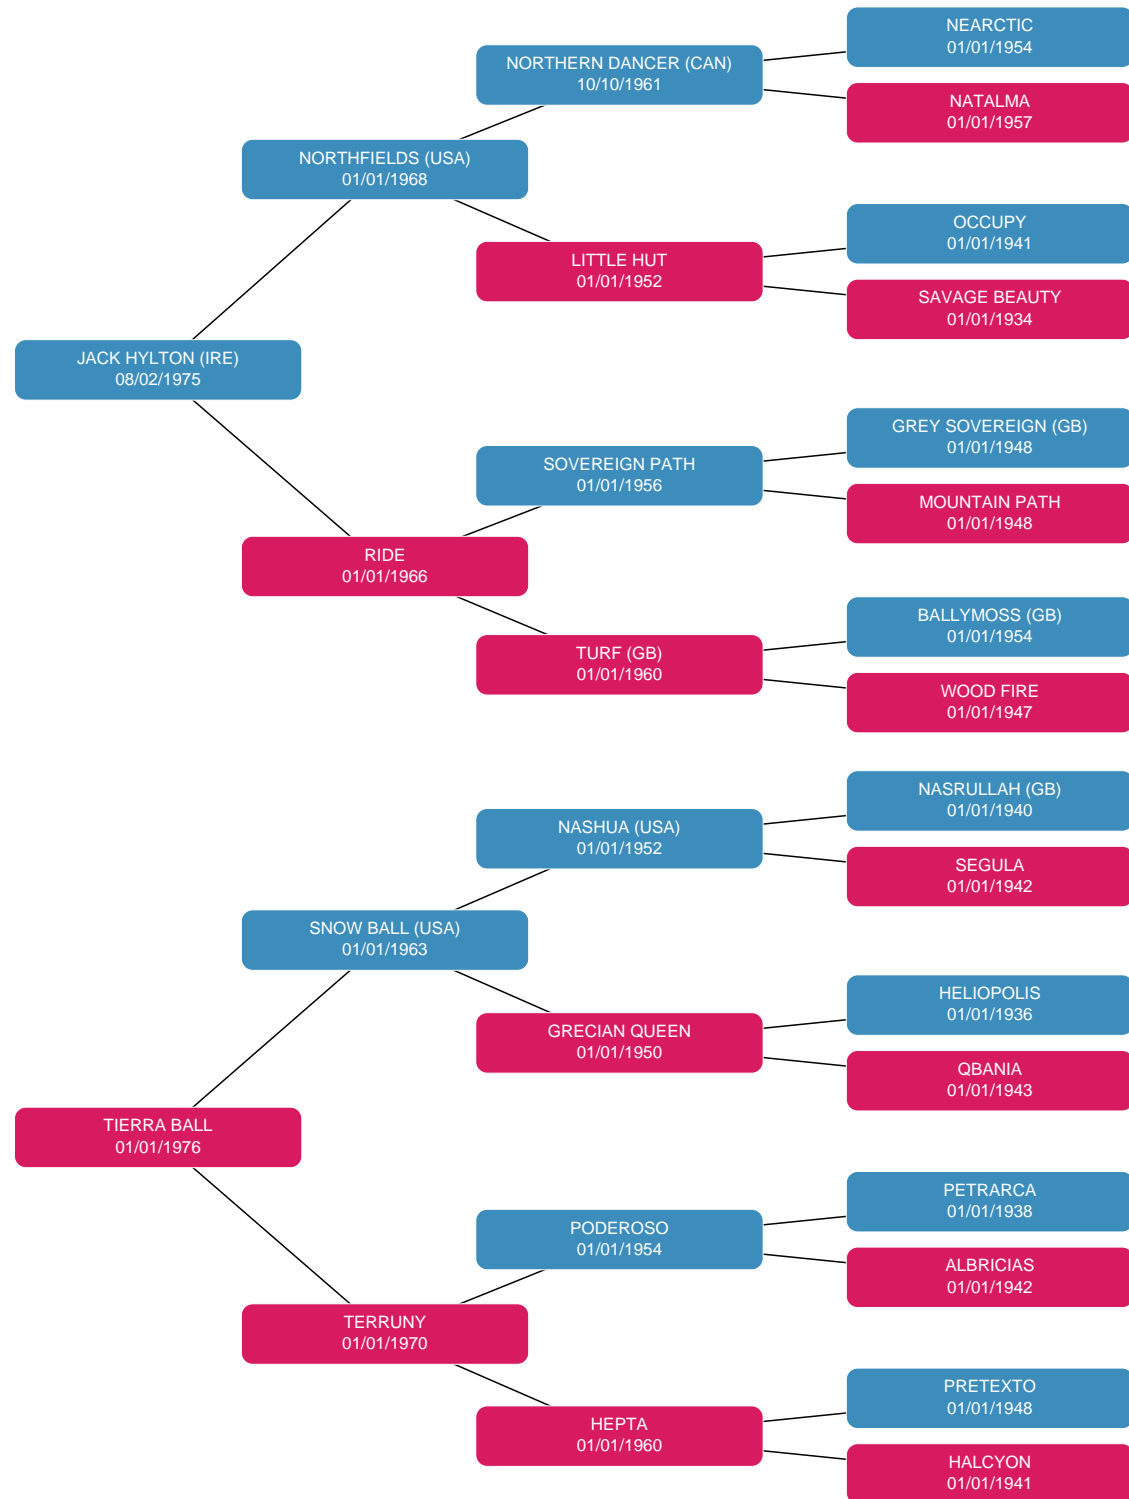 NEARCTIC
01/01/1954
NORTHERN DANCER (CAN)
10/10/1961
NATALMA
01/01/1957
NORTHFIELDS (USA)
01/01/1968
OCCUPY
01/01/1941
LITTLE HUT
01/01/1952
SAVAGE BEAUTY
01/01/1934
JACK HYLTON (IRE)
08/02/1975
GREY SOVEREIGN (GB)
01/01/1948
SOVEREIGN PATH
01/01/1956
MOUNTAIN PATH
01/01/1948
RIDE
01/01/1966
BALLYMOSS (GB)
01/01/1954
TURF (GB)
01/01/1960
WOOD FIRE
01/01/1947
NASRULLAH (GB)
01/01/1940
NASHUA (USA)
01/01/1952
SEGULA
01/01/1942
SNOW BALL (USA)
01/01/1963
HELIOPOLIS
01/01/1936
GRECIAN QUEEN
01/01/1950
QBANIA
01/01/1943
TIERRA BALL
01/01/1976
PETRARCA
01/01/1938
PODEROSO
01/01/1954
ALBRICIAS
01/01/1942
TERRUNY
01/01/1970
PRETEXTO
01/01/1948
HEPTA
01/01/1960
HALCYON
01/01/1941